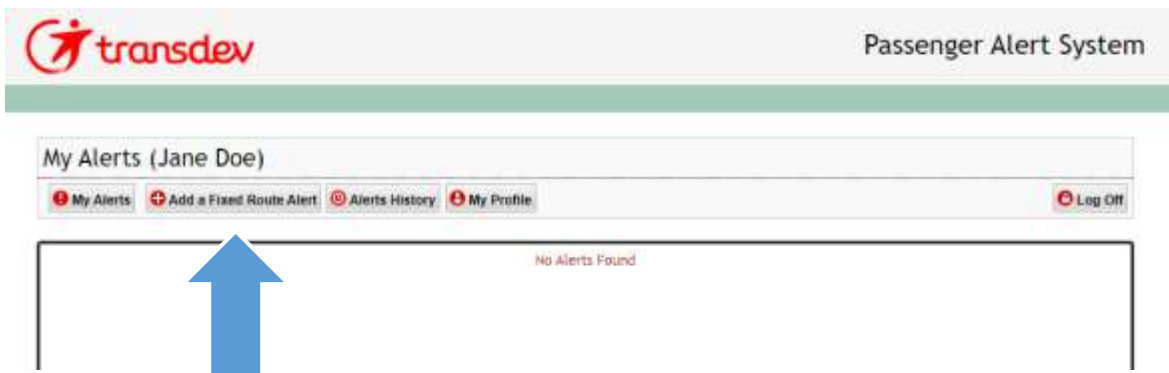 transdev
Passenger Alert System
My Alerts (Jane Doe)
My Alerts Add a Fixed Route Alert Alerts History My Profile Log Off
No Alerts Found